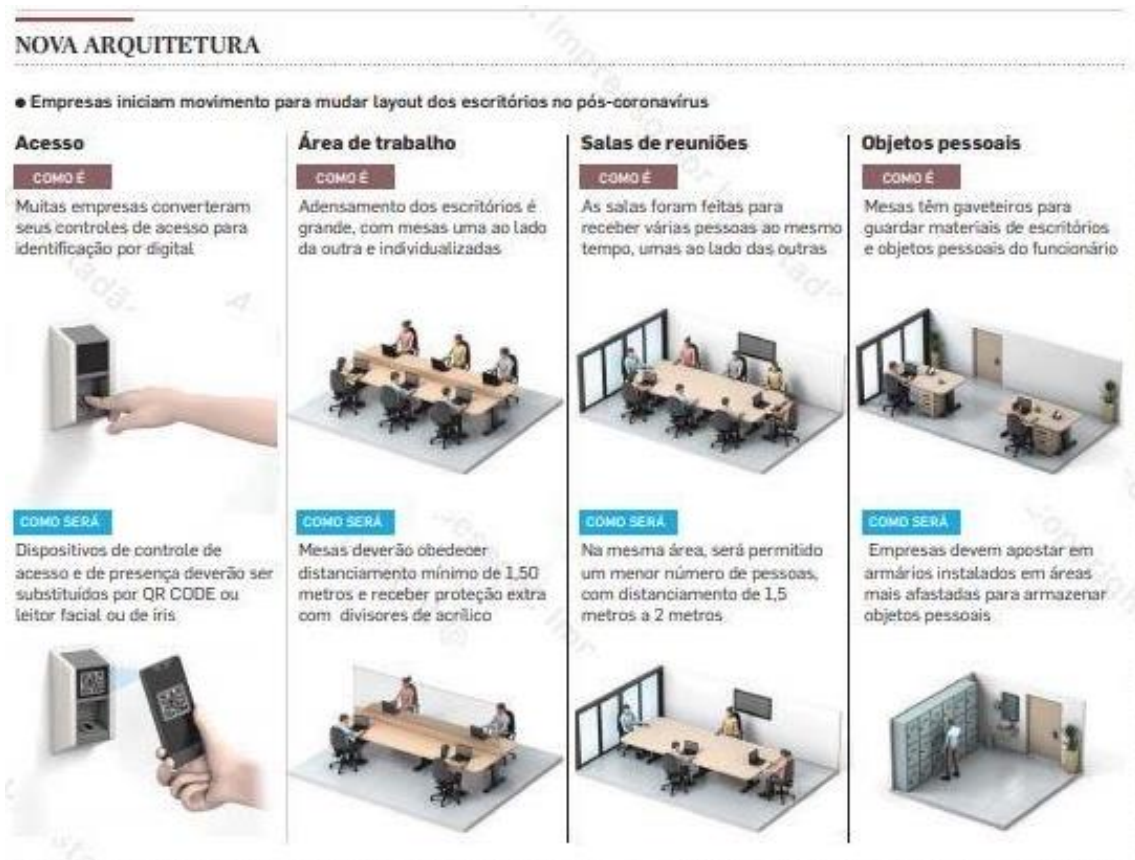 NOVA ARQUITETURA
● Empresas iniciam movimento para mudar layout dos escritórios no pós-coronavírus
Acesso
COMO É
Muitas empresas converteram
seus controles de acesso para
identificação por digital
COMO SERÁ
Dispositivos de controle de
acesso e de presença deverão ser
substituídos por QR CODE ou
leitor facial ou de íris
Área de trabalho
COMO É
Adensamento dos escritórios é
grande, com mesas uma ao lado
da outra e individualizadas
COMO SERÁ
Mesas deverão obedecer
distanciamento mínimo de 1,50
metros e receber proteção extra
com divisores de acrílico
Salas de reuniões
COMO É
As salas foram feitas para
receber várias pessoas ao mesmo
tempo, umas ao lado das outras
COMO SERÁ
Na mesma área, será permitido
um menor número de pessoas,
com distanciamento de 1,5
metros a 2 metros
Objetos pessoais
COMO É
Mesas têm gaveteiros para
guardar materiais de escritórios
e objetos pessoais do funcionário
COMO SERÁ
Empresas devem apostar em
armários instalados em áreas
mais afastadas para armazenar
objetos pessoais